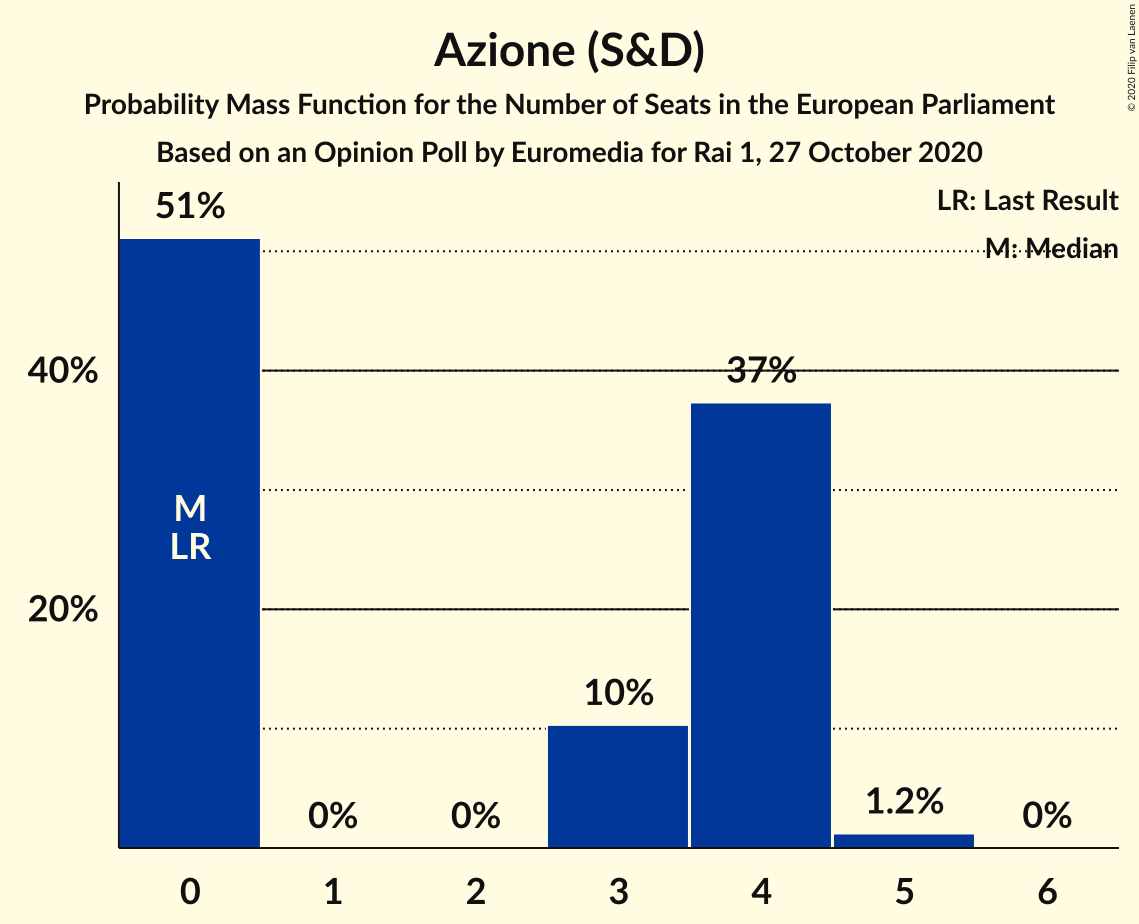 Azione (S&D)
Probability Mass Function for the Number of Seats in the European Parliament
Based on an Opinion Poll by Euromedia for Rai 1, 27 October 2020
© 2020 Filip van Laenen
LR: Last Result
M: Median
51%
40%
37%
M
LR
20%
10%
0%
0%
1.2%
0%
0
1
2
3
4
5
6